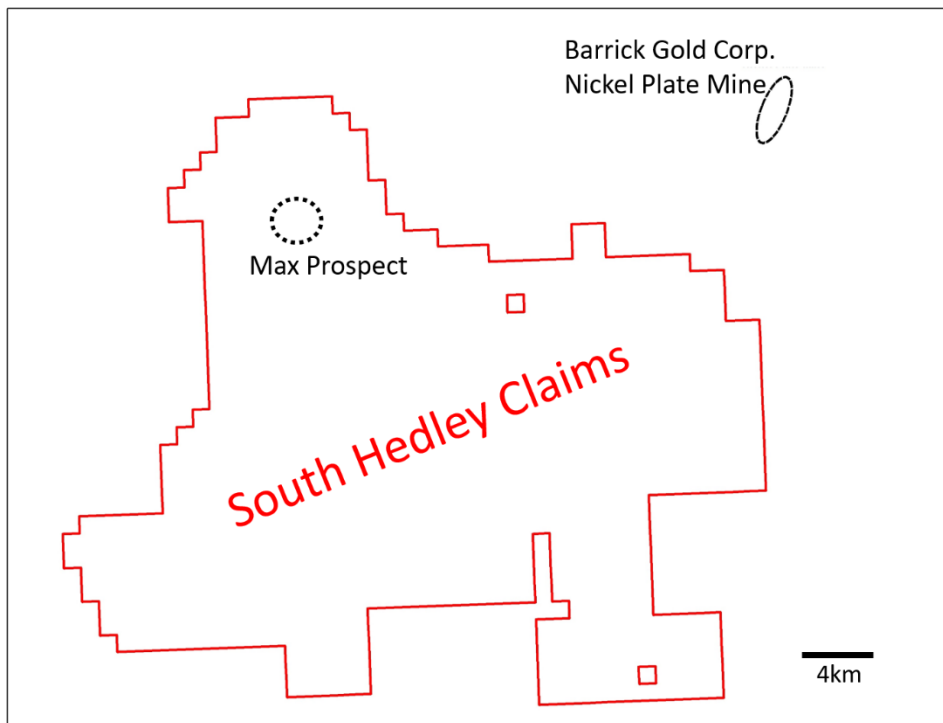 Barrick Gold Corp.
Nickel Plate Mine
Max Prospect
South Hedley Claims
4km